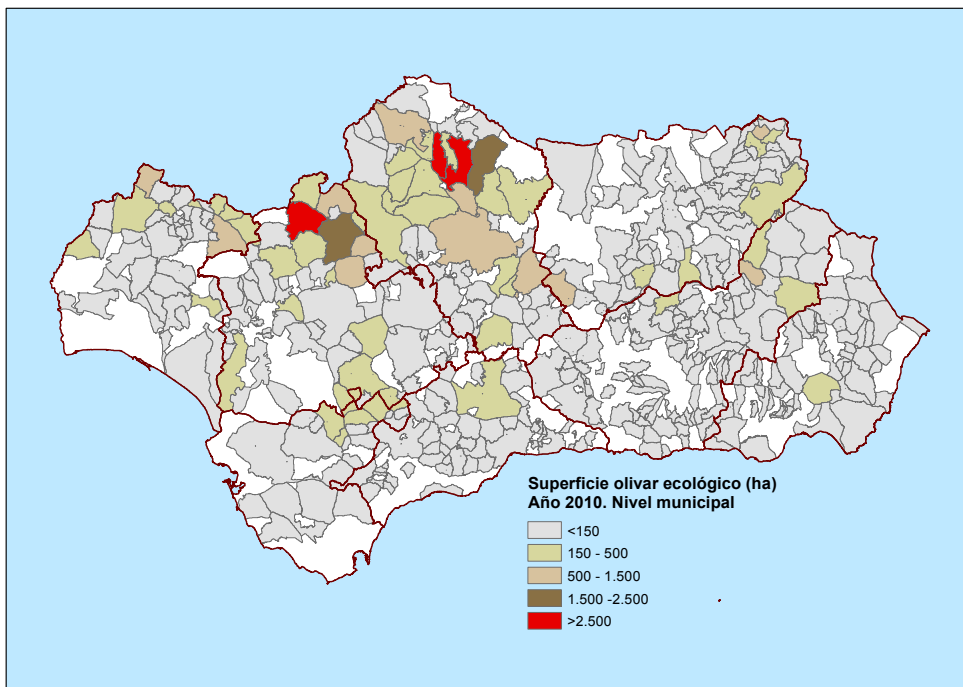 Superficie olivar ecológico (ha)
Año 2010. Nivel municipal
<150
150 - 500
500 - 1.500
1.500 -2.500
>2.500